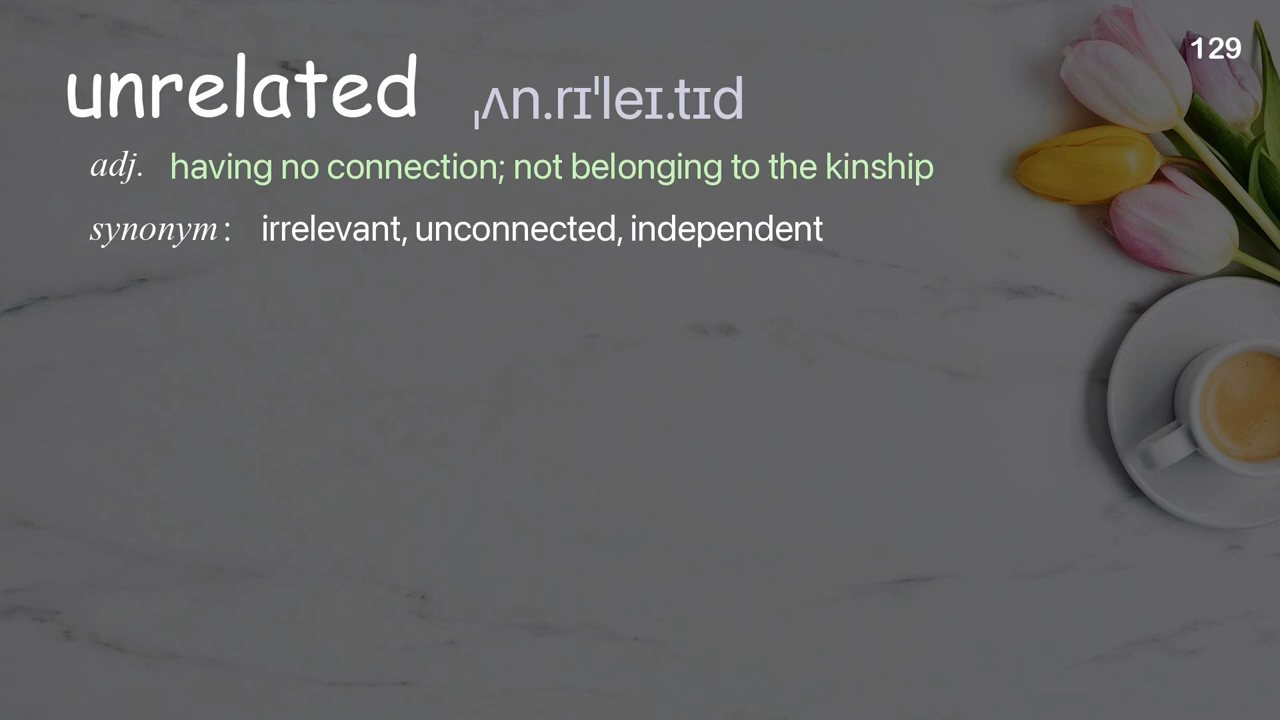 129
unrelated ˌʌn.rɪˈleɪ.tɪd
adj. having no connection; not belonging to the kinship
synonym: irrelevant, unconnected, independent